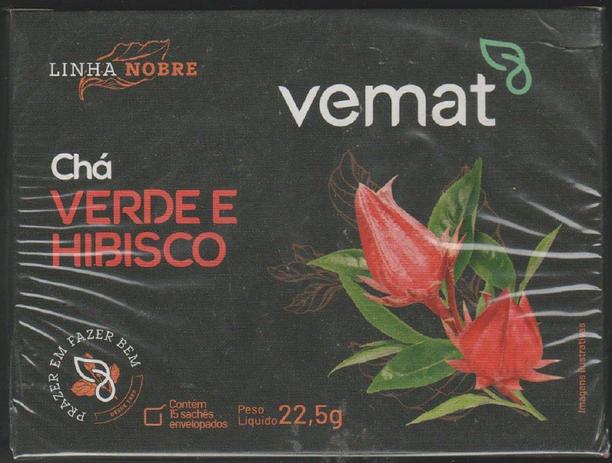 LINHA NOBRE
vemat
Chá
VERDE E
HIBISCO
PRAZER EM FAZER BEM
Contém
15 sachês
envelopados
Peso
Líquido 22,5g
Imagens ilustrativas